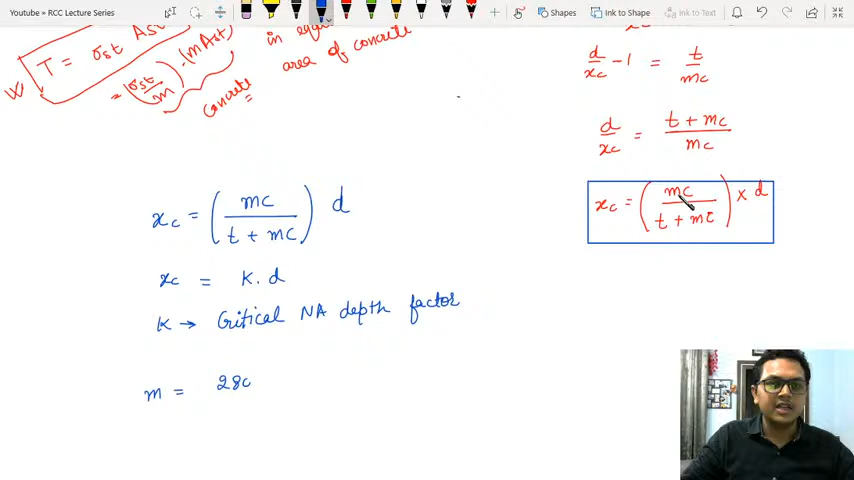 Youtube » RCC Lecture Series
Shapes
Ink to Shape
Ink to Text
T = σst Ast
= (σst/m) · (m Ast)
Concrete
in equi
area of concrete
d/xc - 1 = t/mc
d/xc = (t + mc)/mc
xc = (mc/(t + mc)) × d
xc = (mc/(t + mc)) d
xc = K. d
K → Critical NA depth factor
m = 280